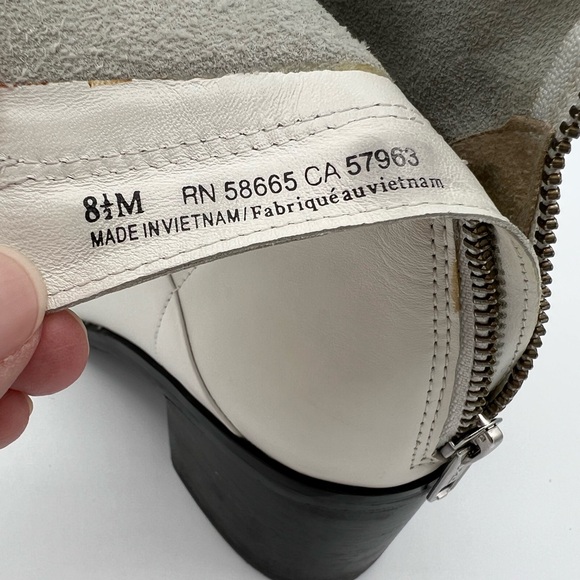 8½M RN 58665 CA 57963
MADE IN VIETNAM/Fabriqué au vietnam